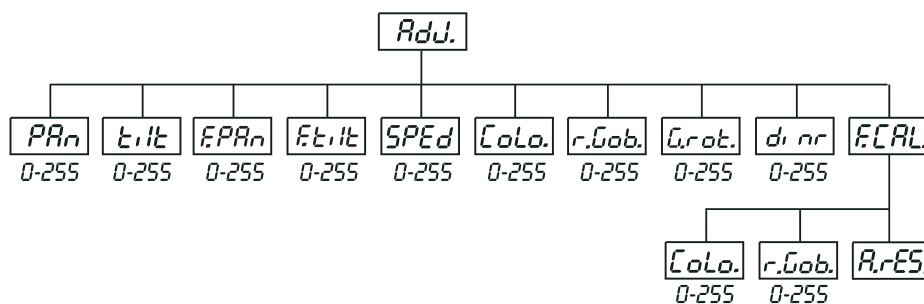 Adj.
PAn tilt F.PAn F.tilt SPEd Colo. r.Gob. G.rot. dinr F.CAL.
0-255 0-255 0-255 0-255 0-255 0-255 0-255 0-255 0-255
Colo. r.Gob. A.rES.
0-255 0-255